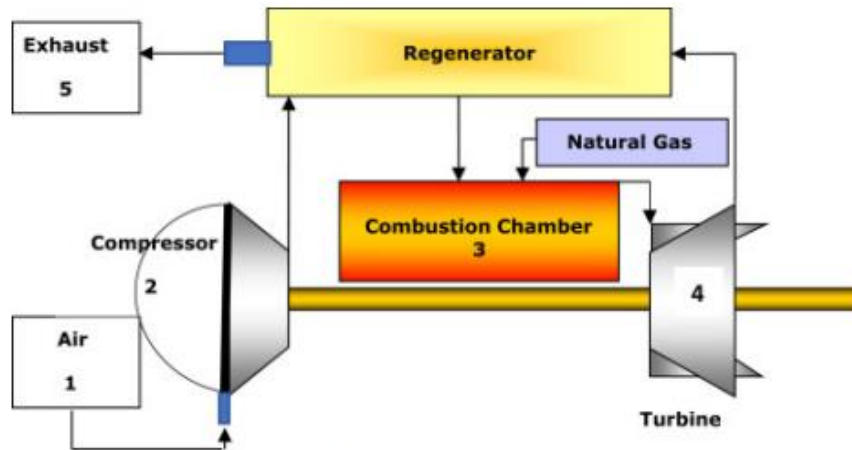 Exhaust
5
Regenerator
Natural Gas
Combustion Chamber
3
Compressor
2
4
Air
1
Turbine